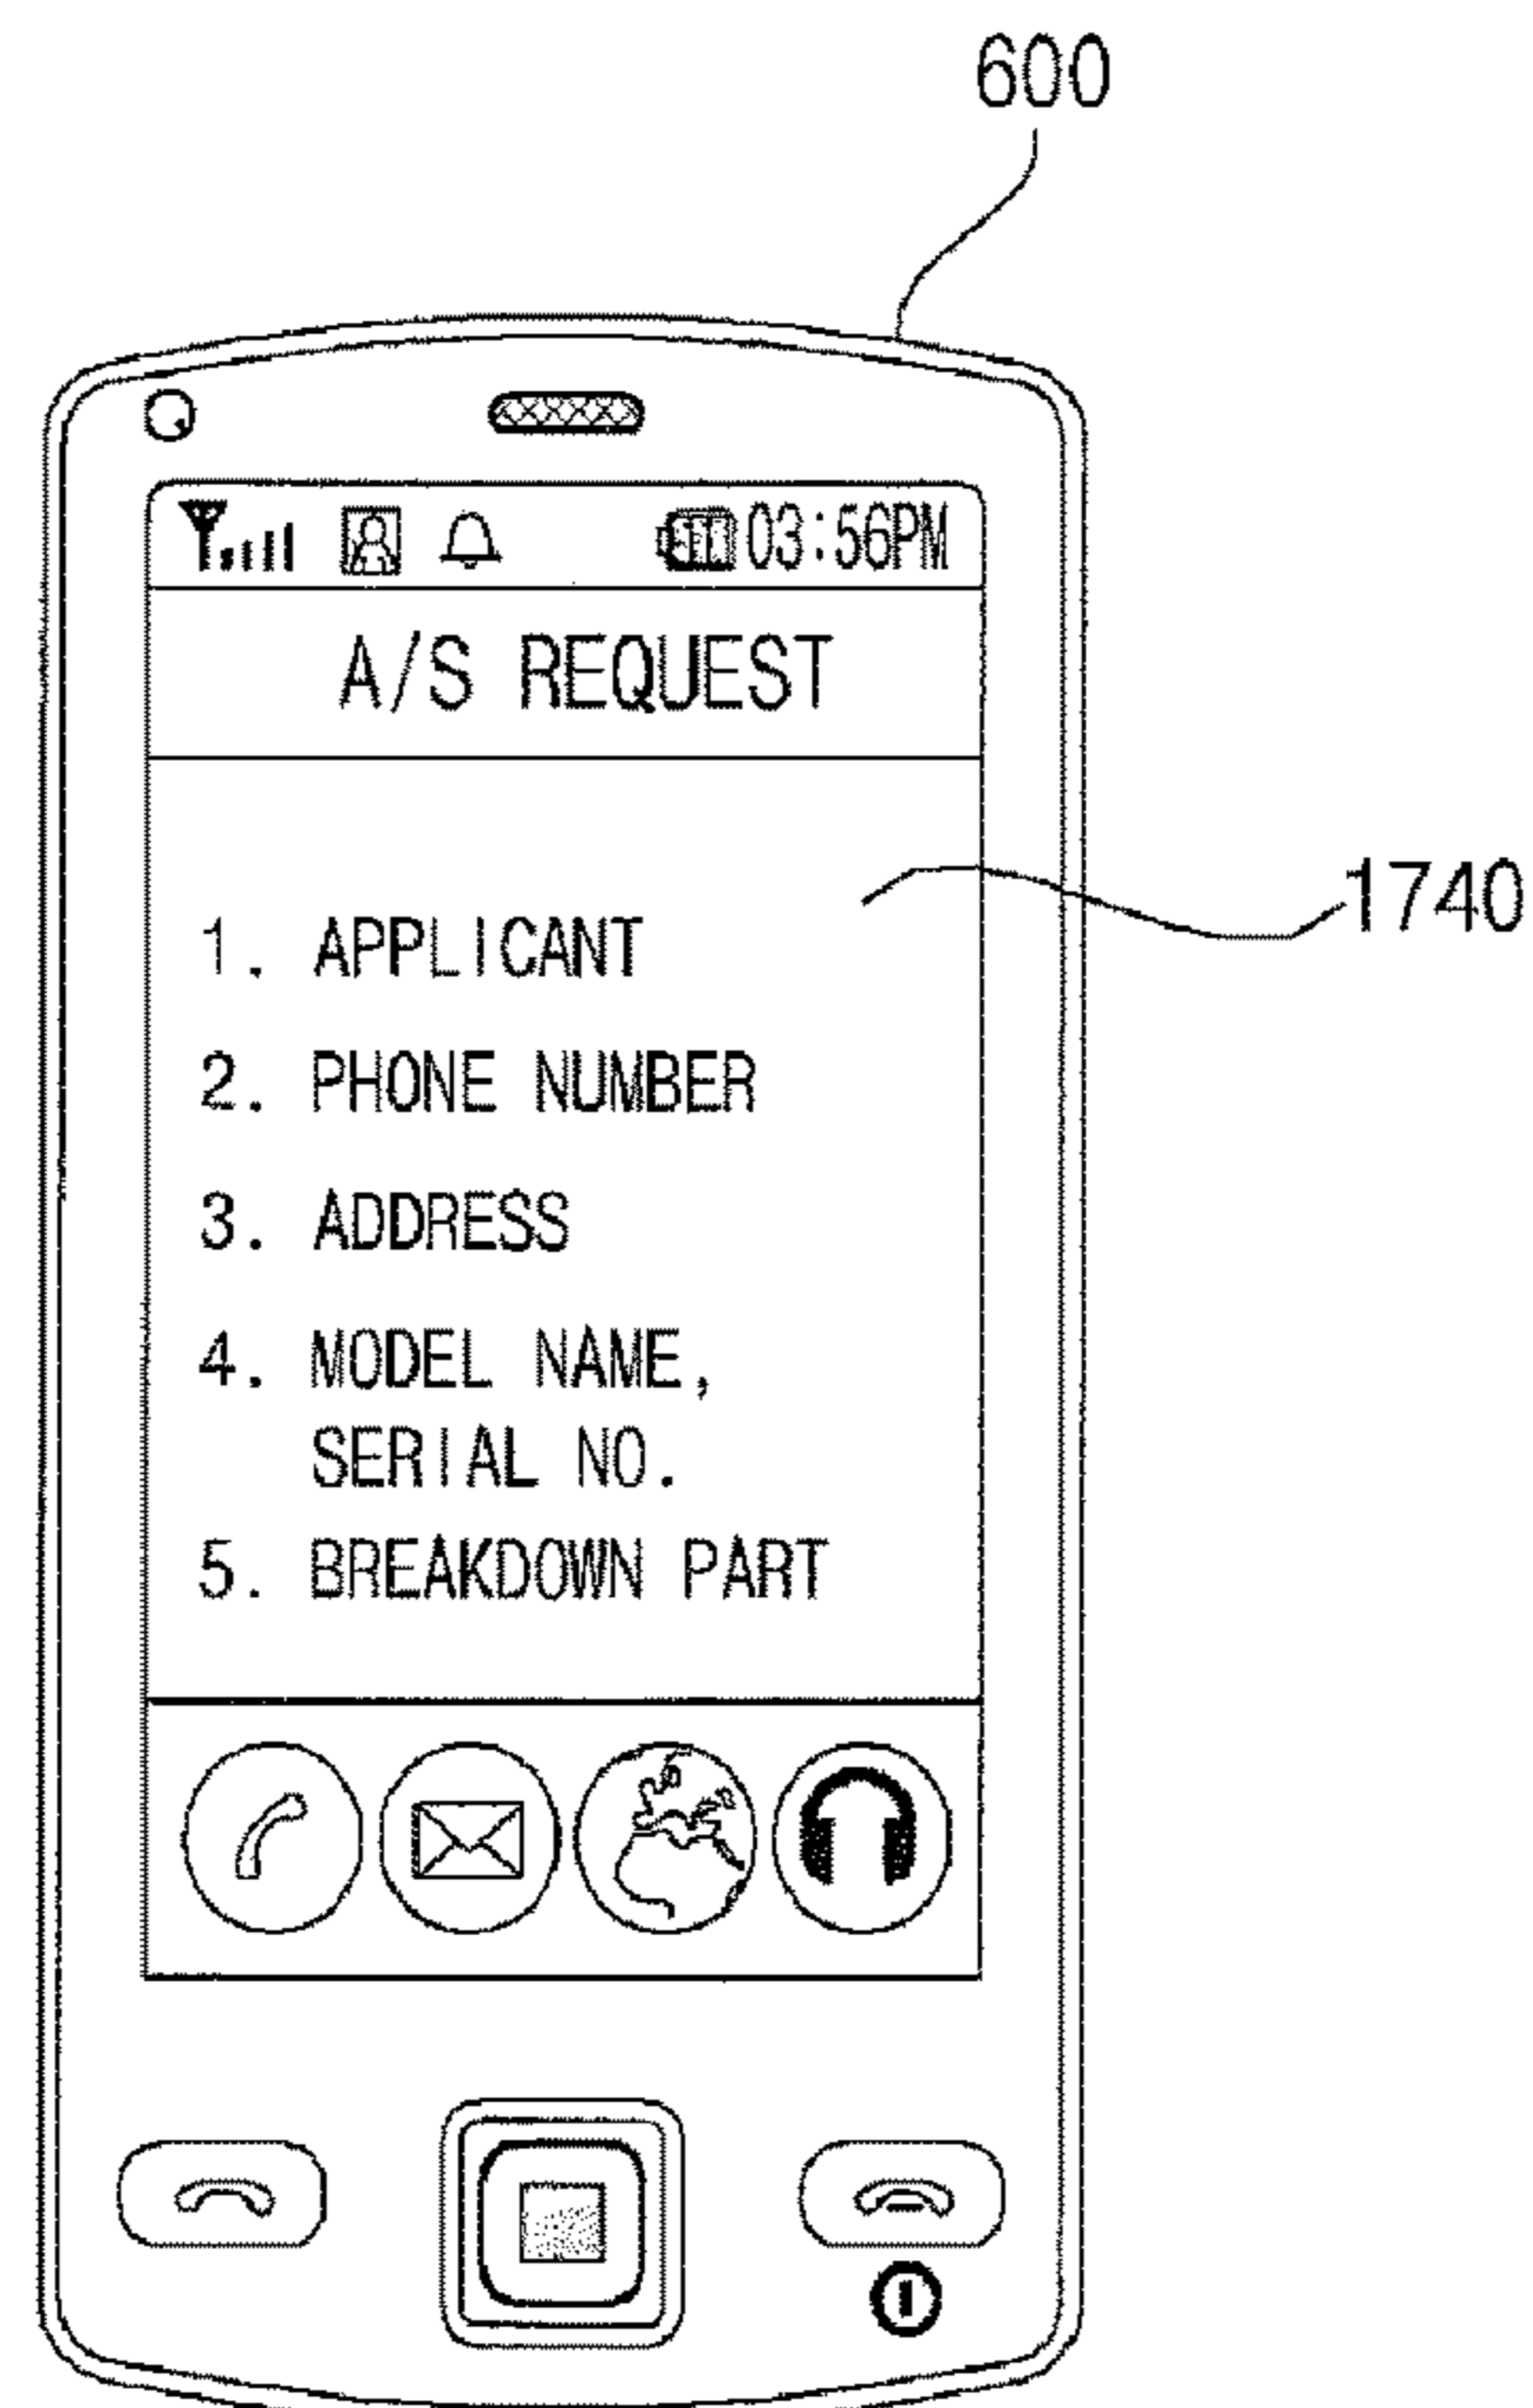 600
03:56PM
A/S REQUEST
1740
1. APPLICANT
2. PHONE NUMBER
3. ADDRESS
4. MODEL NAME,
SERIAL NO.
5. BREAKDOWN PART